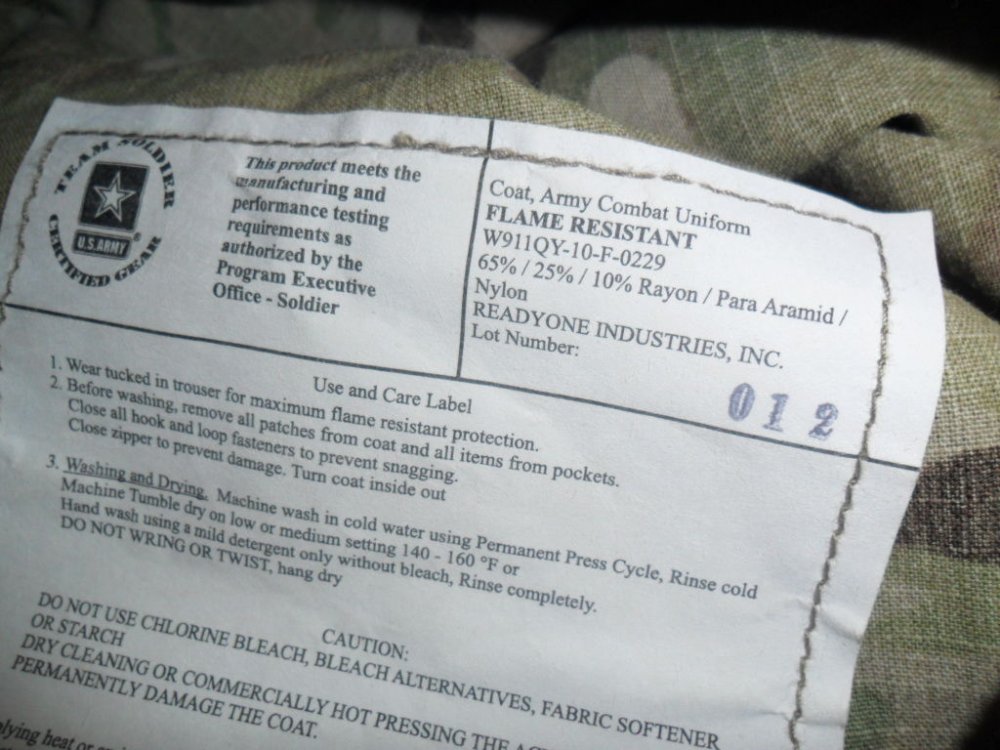 TEAM SOLDIER
U.S. ARMY
®
CERTIFIED GEAR
This product meets the
manufacturing and
performance testing
requirements as
authorized by the
Program Executive
Office - Soldier
Coat, Army Combat Uniform
FLAME RESISTANT
W911QY-10-F-0229
65% / 25% / 10% Rayon / Para Aramid /
Nylon
READYONE INDUSTRIES, INC.
Lot Number:
012
Use and Care Label
1. Wear tucked in trouser for maximum flame resistant protection.
2. Before washing, remove all patches from coat and all items from pockets.
Close all hook and loop fasteners to prevent snagging.
Close zipper to prevent damage. Turn coat inside out
3. Washing and Drying. Machine wash in cold water using Permanent Press Cycle, Rinse cold
Machine Tumble dry on low or medium setting 140 - 160 °F or
Hand wash using a mild detergent only without bleach, Rinse completely.
DO NOT WRING OR TWIST, hang dry
CAUTION:
DO NOT USE CHLORINE BLEACH, BLEACH ALTERNATIVES, FABRIC SOFTENER
OR STARCH
DRY CLEANING OR COMMERCIALLY HOT PRESSING THE
PERMANENTLY DAMAGE THE COAT.
heat or